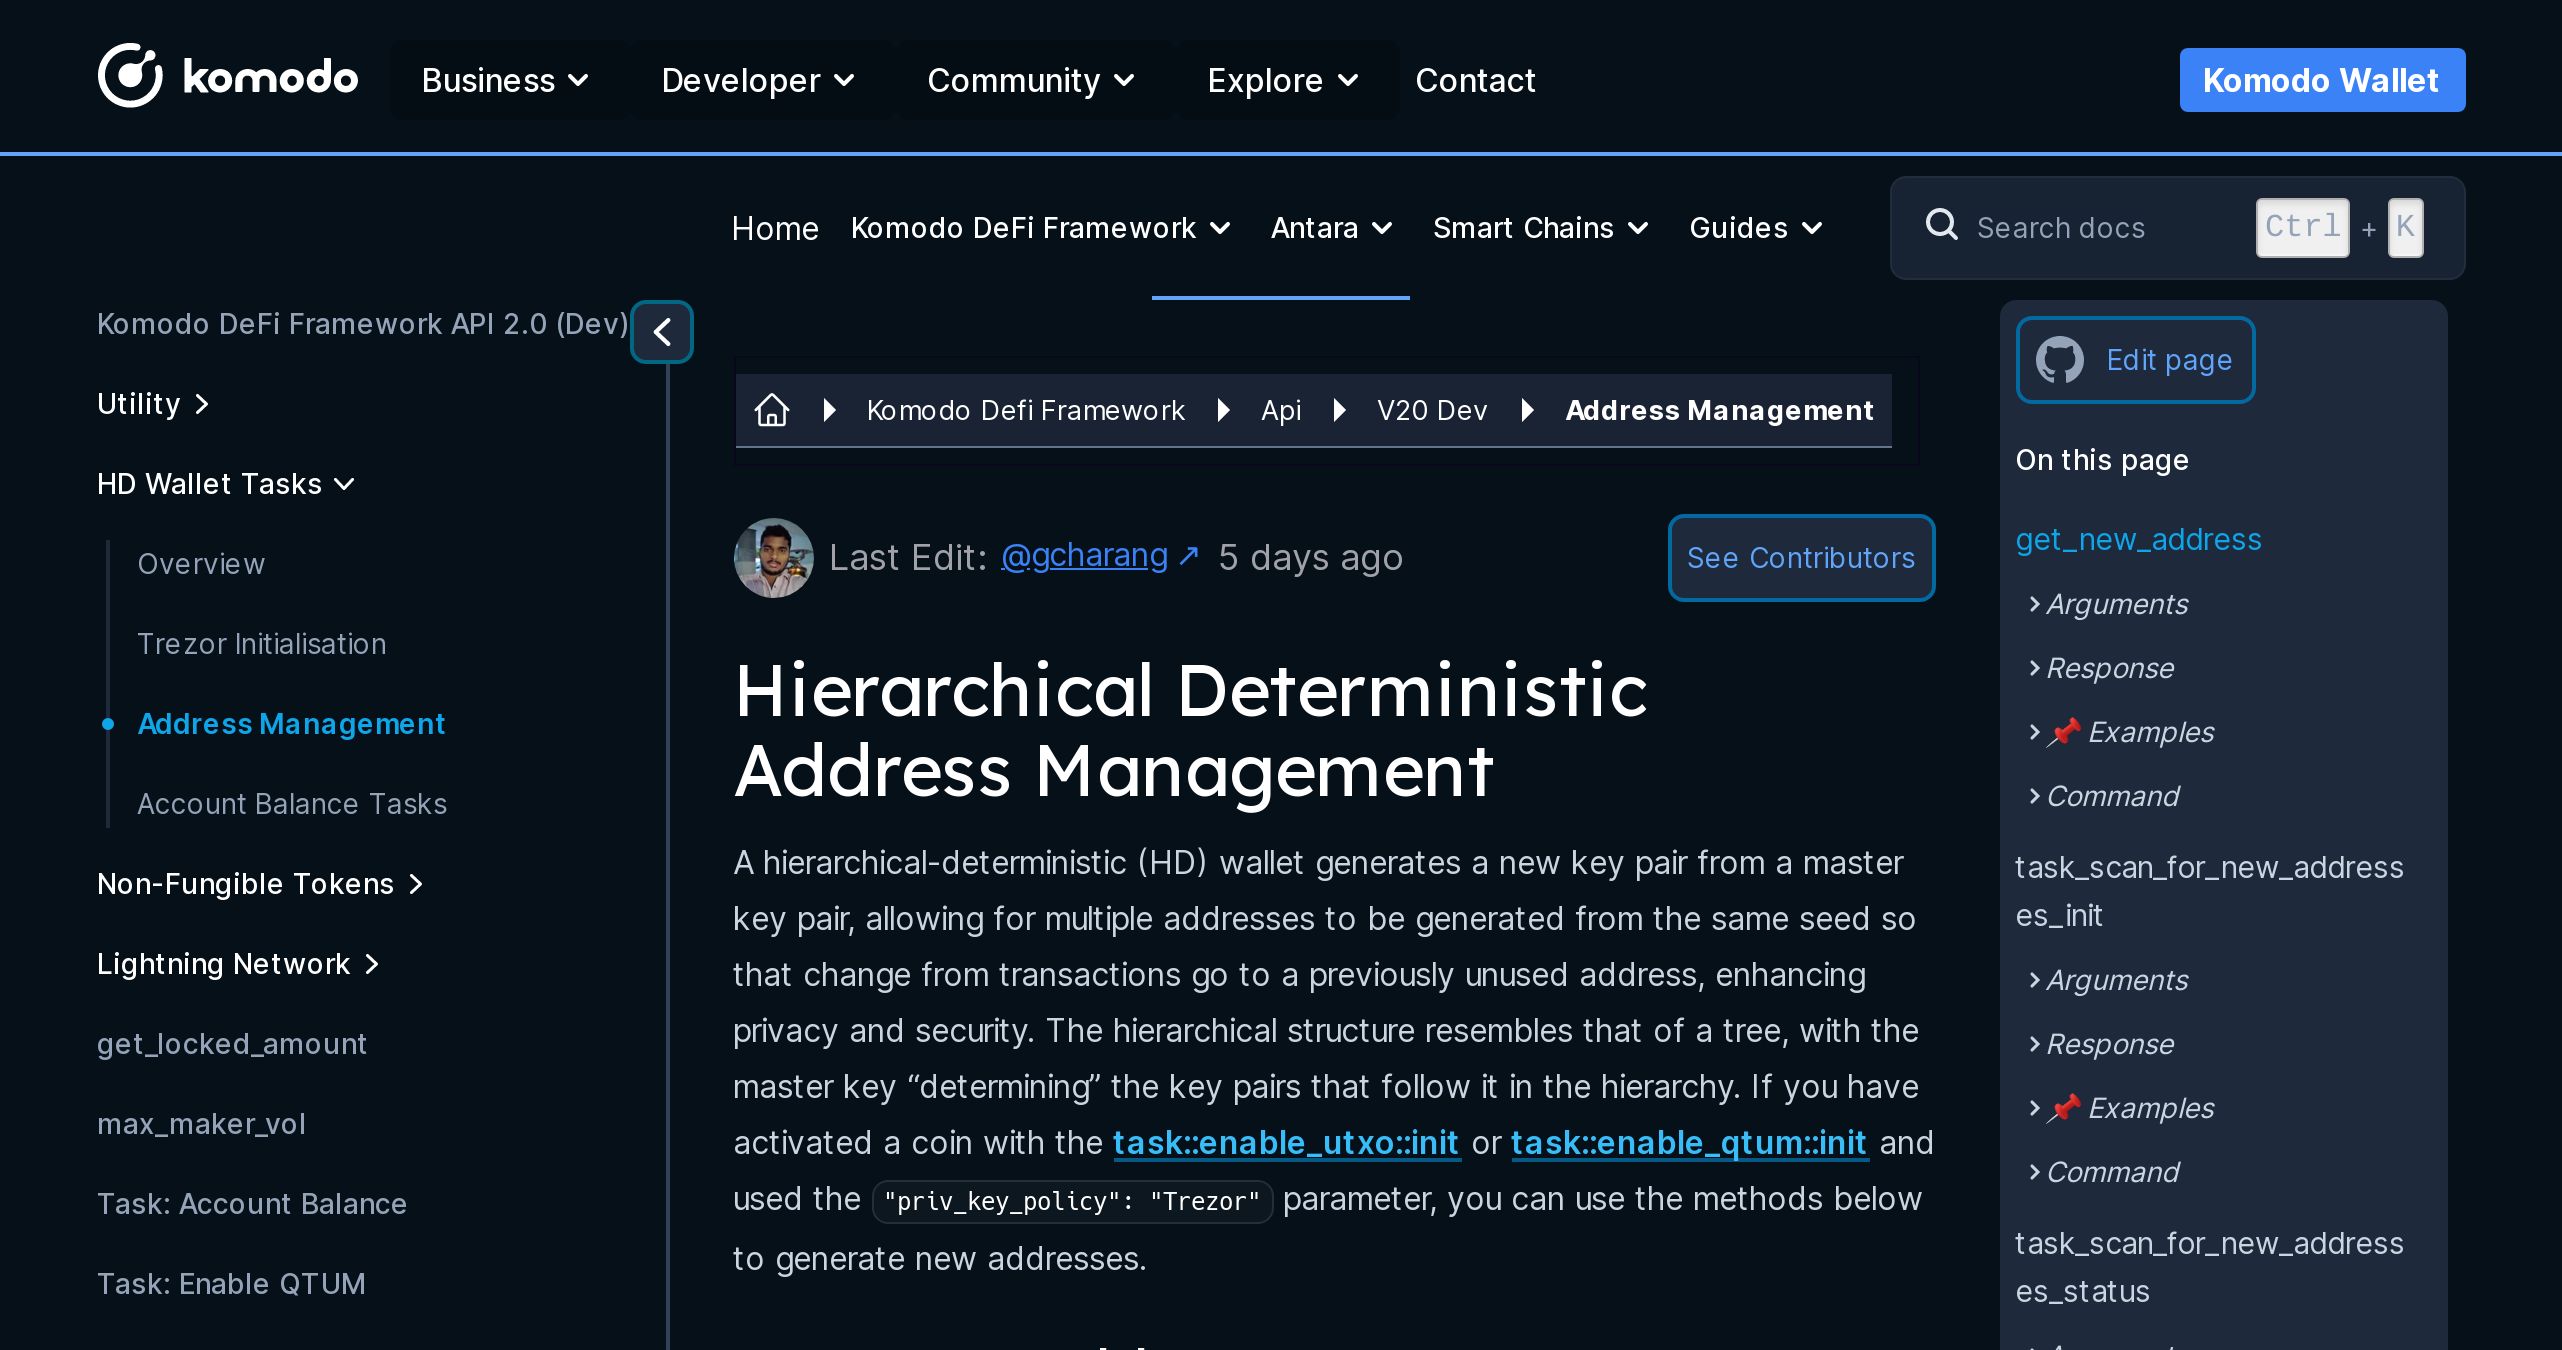 komodo
Business
Developer
Community
Explore
Contact
Komodo Wallet
Home
Komodo DeFi Framework
Antara
Smart Chains
Guides
Search docs
Ctrl + K
Komodo DeFi Framework API 2.0 (Dev)
Utility
HD Wallet Tasks
Overview
Trezor Initialisation
Address Management
Account Balance Tasks
Non-Fungible Tokens
Lightning Network
get_locked_amount
max_maker_vol
Task: Account Balance
Task: Enable QTUM
Komodo Defi Framework
Api
V20 Dev
Address Management
Last Edit: @gcharang ↗ 5 days ago
See Contributors
Hierarchical Deterministic
Address Management
A hierarchical-deterministic (HD) wallet generates a new key pair from a master
key pair, allowing for multiple addresses to be generated from the same seed so
that change from transactions go to a previously unused address, enhancing
privacy and security. The hierarchical structure resembles that of a tree, with the
master key “determining” the key pairs that follow it in the hierarchy. If you have
activated a coin with the task::enable_utxo::init or task::enable_qtum::init and
used the "priv_key_policy": "Trezor" parameter, you can use the methods below
to generate new addresses.
Edit page
On this page
get_new_address
Arguments
Response
📌 Examples
Command
task_scan_for_new_address
es_init
Arguments
Response
📌 Examples
Command
task_scan_for_new_address
es_status